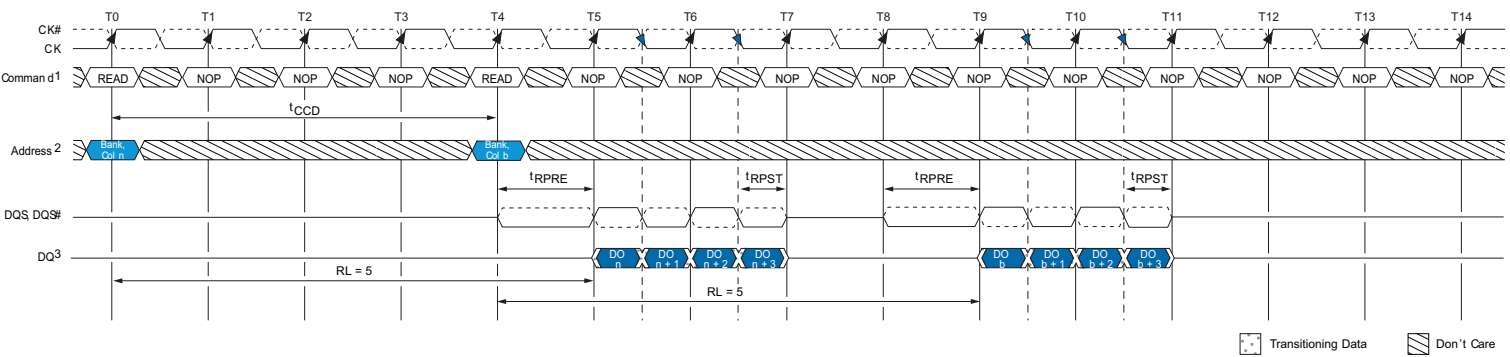 T0 T1 T2 T3 T4 T5 T6 T7 T8 T9 T10 T11 T12 T13 T14
CK#
CK
Command1 READ NOP NOP NOP READ NOP NOP NOP NOP NOP NOP NOP NOP NOP NOP
tCCD
Address2 Bank, Col n Bank, Col b
tRPRE tRPST tRPRE tRPST
DQS, DQS#
DQ3 DO n DO n + 1 DO n + 2 DO n + 3 DO b DO b + 1 DO b + 2 DO b + 3
RL = 5
RL = 5
Transitioning Data Don't Care